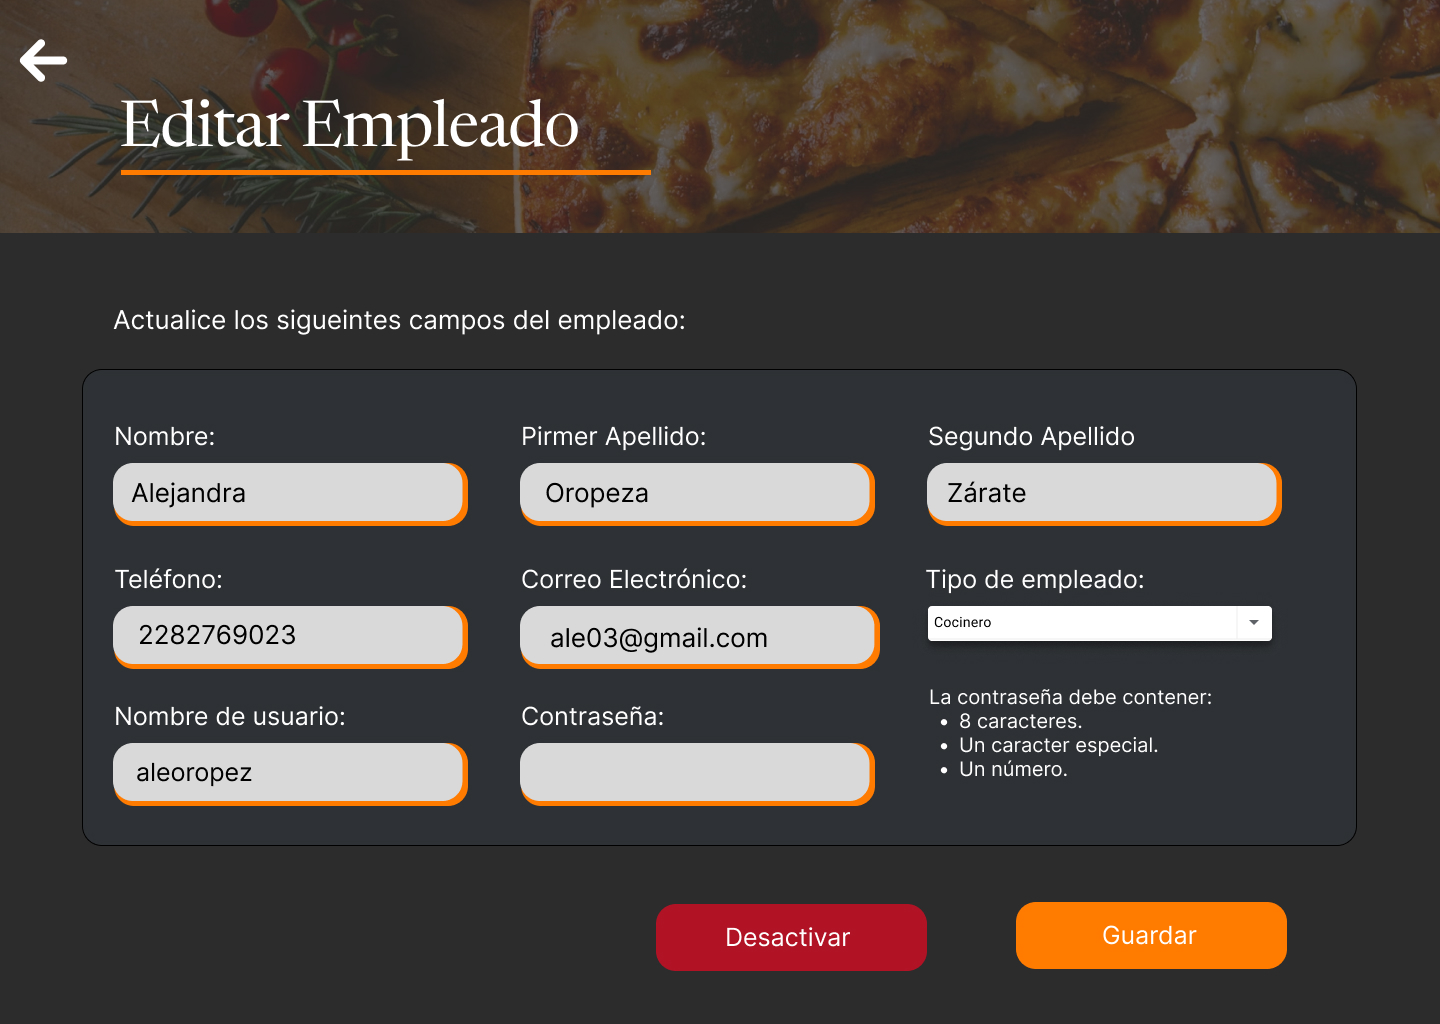 Editar Empleado
Actualice los sigueintes campos del empleado:
Nombre:
Pirmer Apellido:
Segundo Apellido
Alejandra
Oropeza
Zárate
Teléfono:
Correo Electrónico:
Tipo de empleado:
2282769023
ale03@gmail.com
Cocinero
Nombre de usuario:
Contraseña:
La contraseña debe contener:
• 8 caracteres.
• Un caracter especial.
• Un número.
aleoropez
Desactivar
Guardar